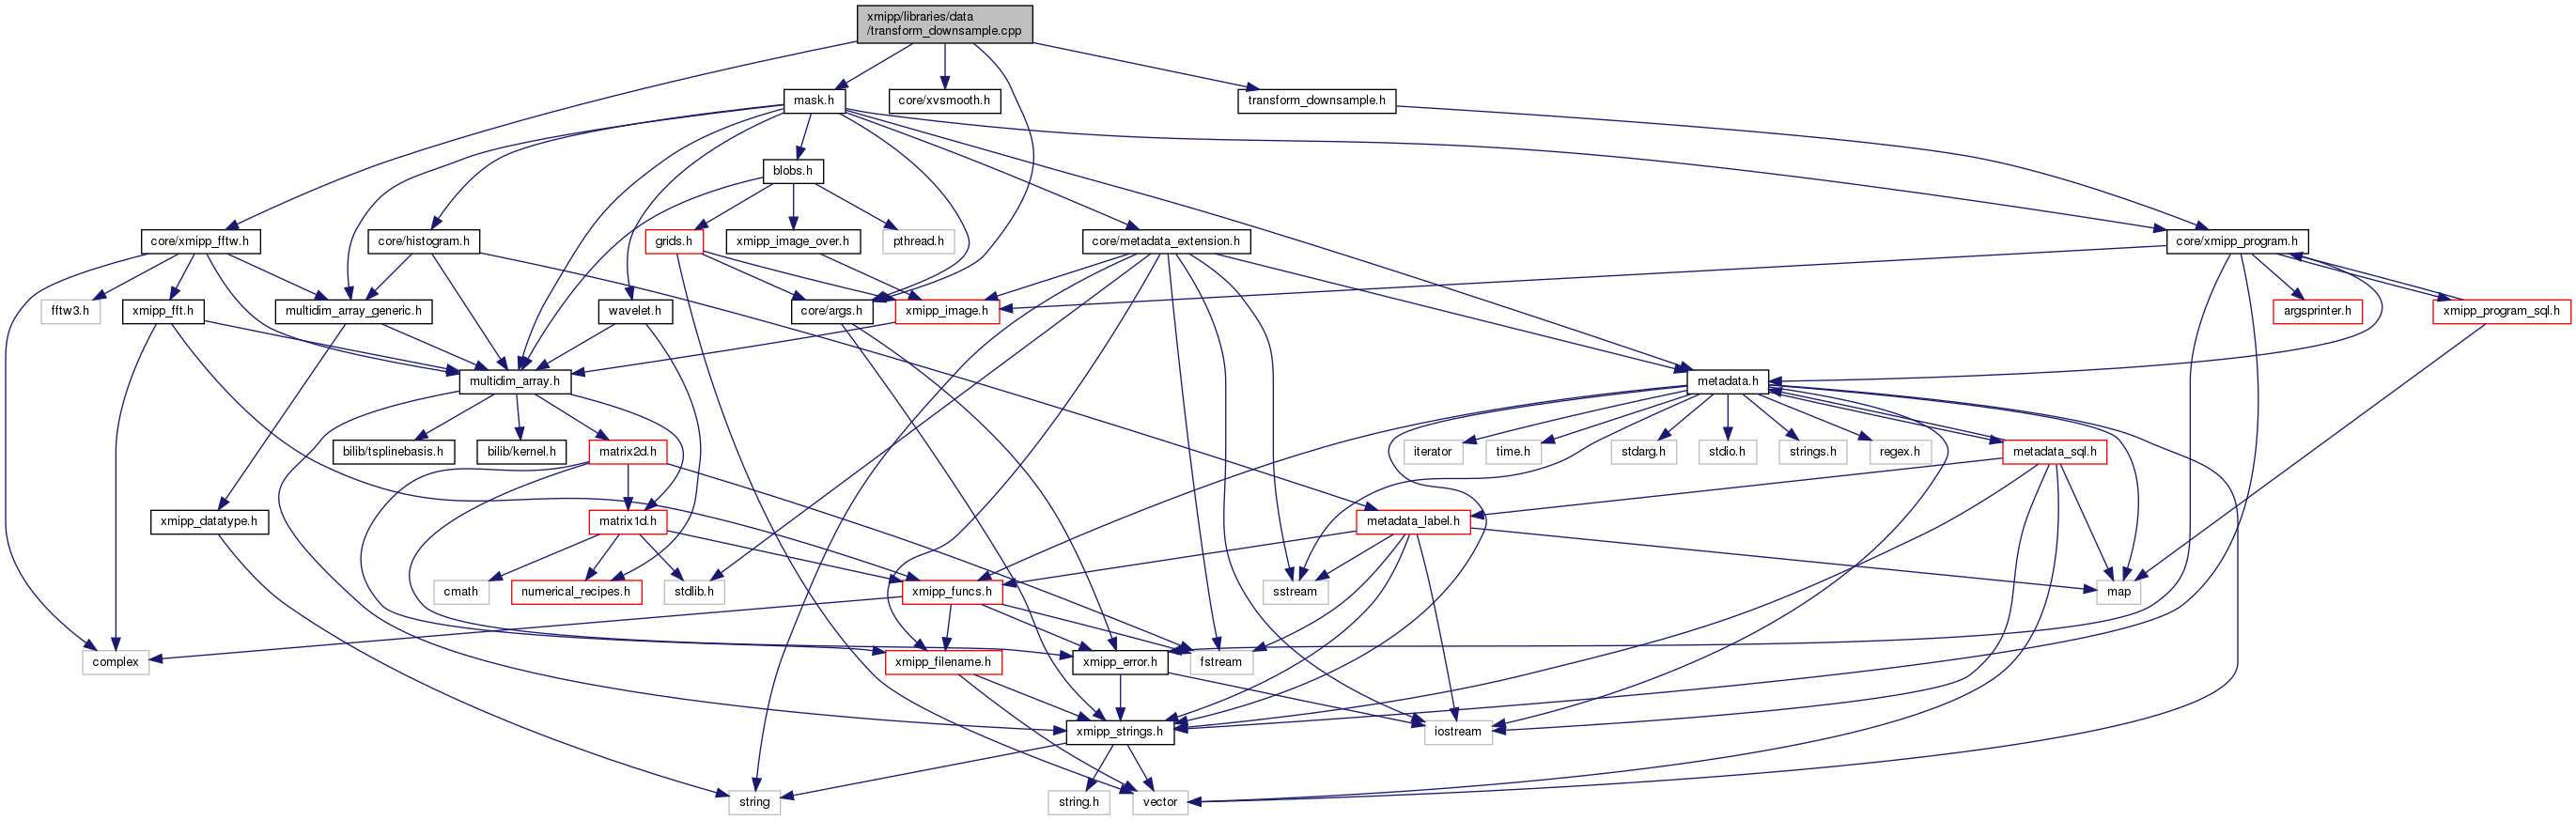 xmipp/libraries/data
/transform_downsample.cpp
mask.h
core/xvsmooth.h
transform_downsample.h
blobs.h
core/xmipp_fftw.h
core/histogram.h
grids.h
xmipp_image_over.h
pthread.h
core/metadata_extension.h
core/xmipp_program.h
fftw3.h
xmipp_fft.h
multidim_array_generic.h
wavelet.h
core/args.h
xmipp_image.h
argsprinter.h
xmipp_program_sql.h
multidim_array.h
metadata.h
bilib/tsplinebasis.h
bilib/kernel.h
matrix2d.h
iterator
time.h
stdarg.h
stdio.h
strings.h
regex.h
metadata_sql.h
xmipp_datatype.h
matrix1d.h
metadata_label.h
cmath
numerical_recipes.h
stdlib.h
xmipp_funcs.h
sstream
map
complex
xmipp_filename.h
xmipp_error.h
fstream
xmipp_strings.h
iostream
string
string.h
vector